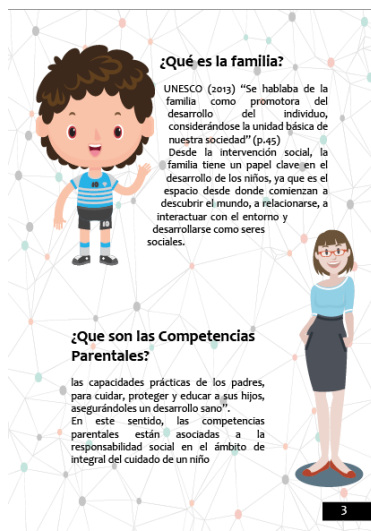 ¿Qué es la familia?
UNESCO (2013) “Se hablaba de la
familia como promotora del
desarrollo del individuo,
considerándose la unidad básica de
nuestra sociedad” (p.45)
Desde la intervención social, la
familia tiene un papel clave en el
desarrollo de los niños, ya que es el
espacio desde donde comienzan a
descubrir el mundo, a relacionarse, a
interactuar con el entorno y
desarrollarse como seres
sociales.
¿Que son las Competencias
Parentales?
las capacidades prácticas de los padres,
para cuidar, proteger y educar a sus hijos,
asegurándoles un desarrollo sano”.
En este sentido, las competencias
parentales están asociadas a la
responsabilidad social en el ámbito de
integral del cuidado de un niño
3